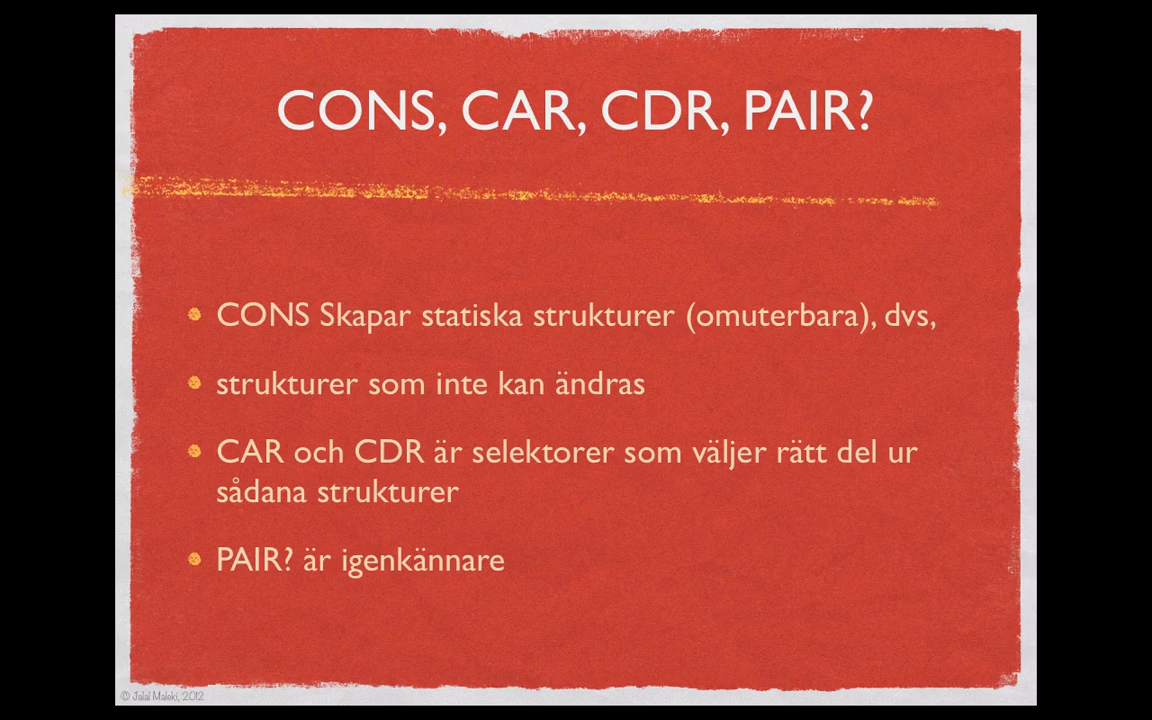 CONS, CAR, CDR, PAIR?
CONS Skapar statiska strukturer (omuterbara), dvs,
strukturer som inte kan ändras
CAR och CDR är selektorer som väljer rätt del ur
sådana strukturer
PAIR? är igenkännare
© Jalal Maleki, 2012